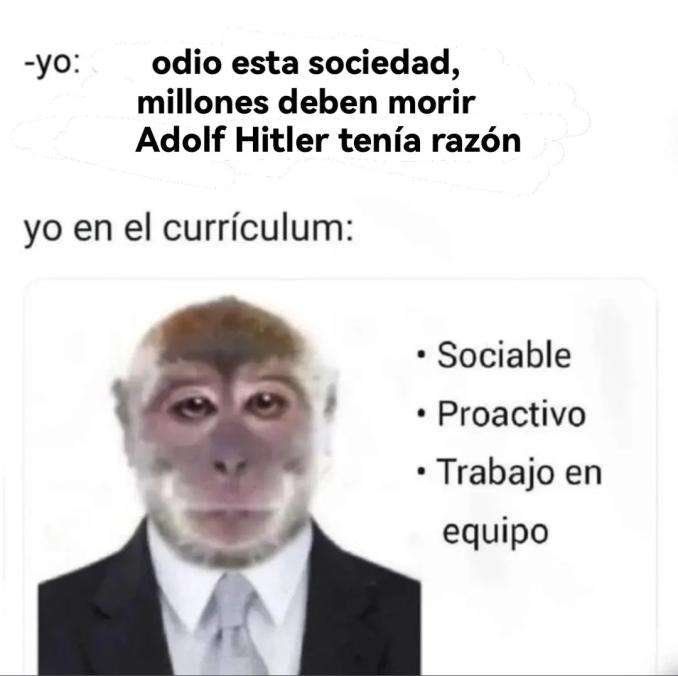 -yo: odio esta sociedad,
millones deben morir
Adolf Hitler tenía razón
yo en el currículum:
• Sociable
• Proactivo
• Trabajo en
equipo